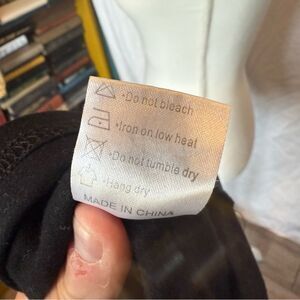 •Do not bleach
•Iron on low heat
•Do not tumble dry
•Hang dry
MADE IN CHINA